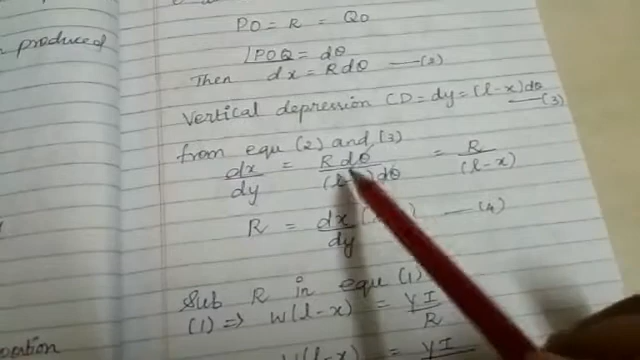 PO = R = QO
produced
∠POQ = dθ
Then dx = R dθ —(2)
Vertical depression CD = dy = (l-x)dθ —(3)
from equ (2) and (3)
dx/dy = R dθ / (l )dθ = R/(l-x)
R = dx/dy ( ) —(4)
Sub R in equ (1)
(1) ⇒ W(l-x) = YI/R
W(l-x) = YI